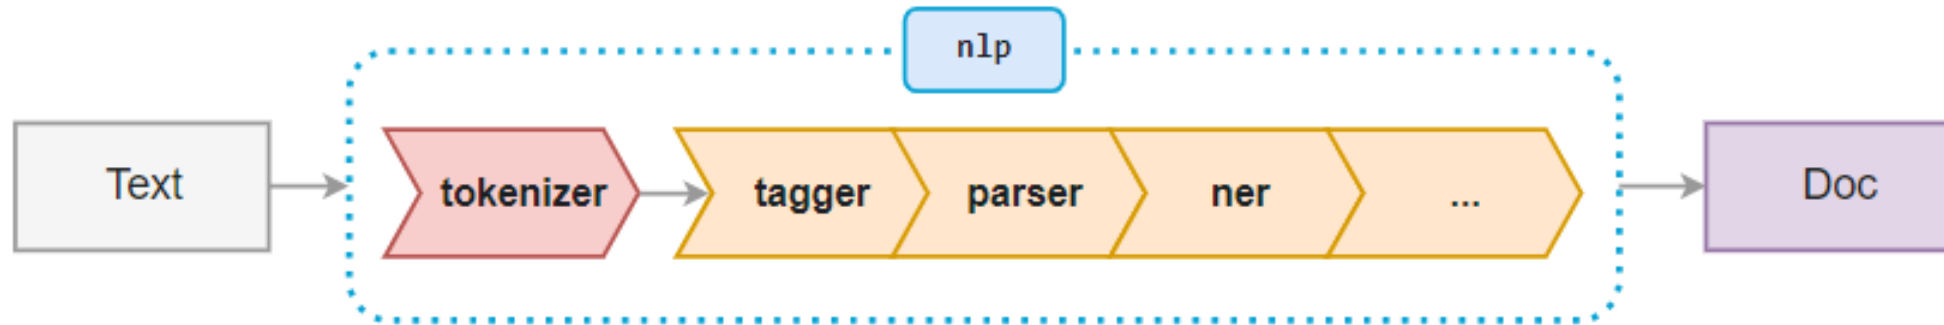 nlp
Text
tokenizer
tagger
parser
ner
...
Doc